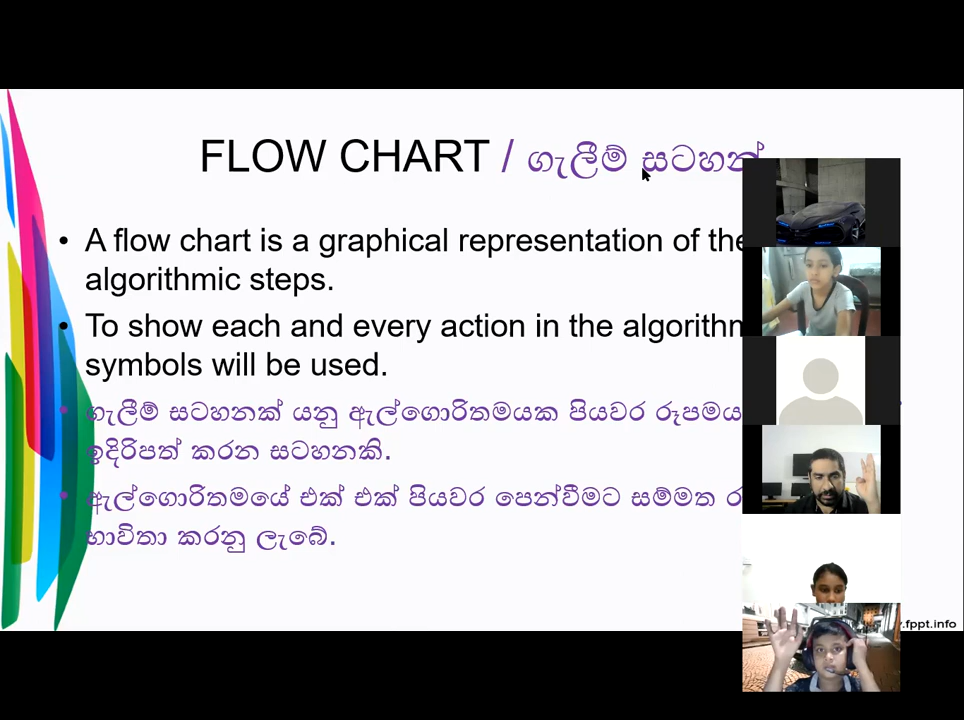 FLOW CHART / ගැලීම් සටහන්
• A flow chart is a graphical representation of the
algorithmic steps.
• To show each and every action in the algorithm
symbols will be used.
• ගැලීම් සටහනක් යනු ඇල්ගොරිතමයක පියවර රූපමය
ඉදිරිපත් කරන සටහනකි.
• ඇල්ගොරිතමයේ එක් එක් පියවර පෙන්වීමට සම්මත
භාවිතා කරනු ලැබේ.
.fppt.info